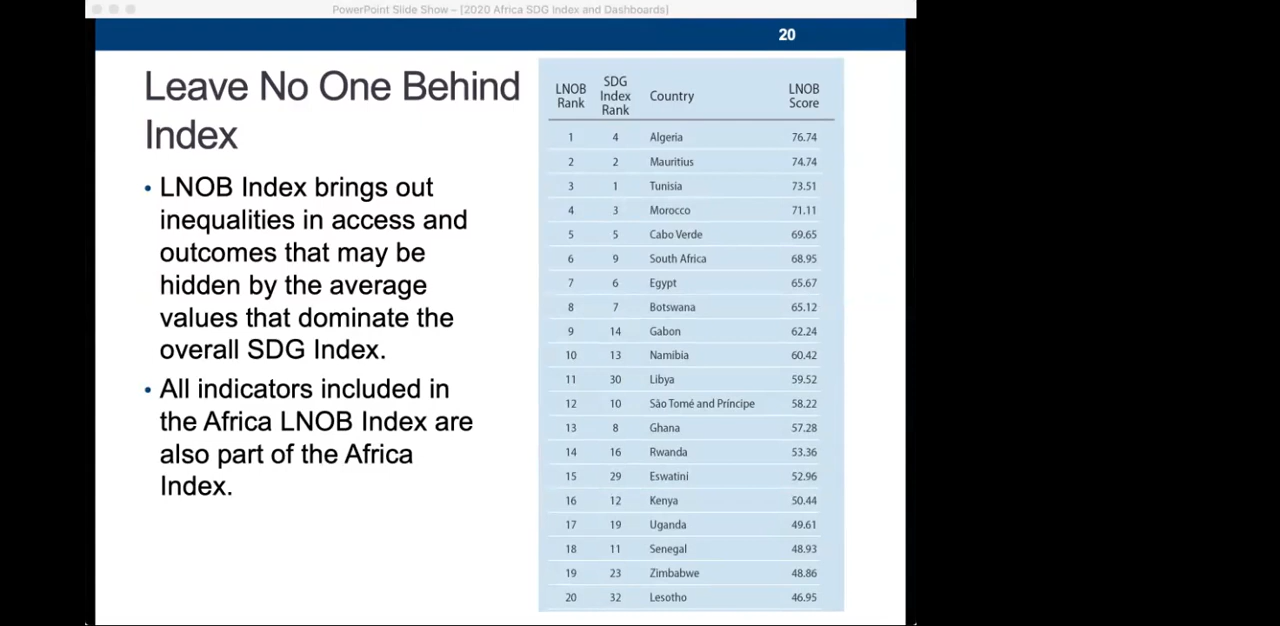 PowerPoint Slide Show – [2020 Africa SDG Index and Dashboards]
20
Leave No One Behind
Index
• LNOB Index brings out
inequalities in access and
outcomes that may be
hidden by the average
values that dominate the
overall SDG Index.
• All indicators included in
the Africa LNOB Index are
also part of the Africa
Index.
LNOB Rank SDG Index Rank Country LNOB Score
1 4 Algeria 76.74
2 2 Mauritius 74.74
3 1 Tunisia 73.51
4 3 Morocco 71.11
5 5 Cabo Verde 69.65
6 9 South Africa 68.95
7 6 Egypt 65.67
8 7 Botswana 65.12
9 14 Gabon 62.24
10 13 Namibia 60.42
11 30 Libya 59.52
12 10 São Tomé and Príncipe 58.22
13 8 Ghana 57.28
14 16 Rwanda 53.36
15 29 Eswatini 52.96
16 12 Kenya 50.44
17 19 Uganda 49.61
18 11 Senegal 48.93
19 23 Zimbabwe 48.86
20 32 Lesotho 46.95